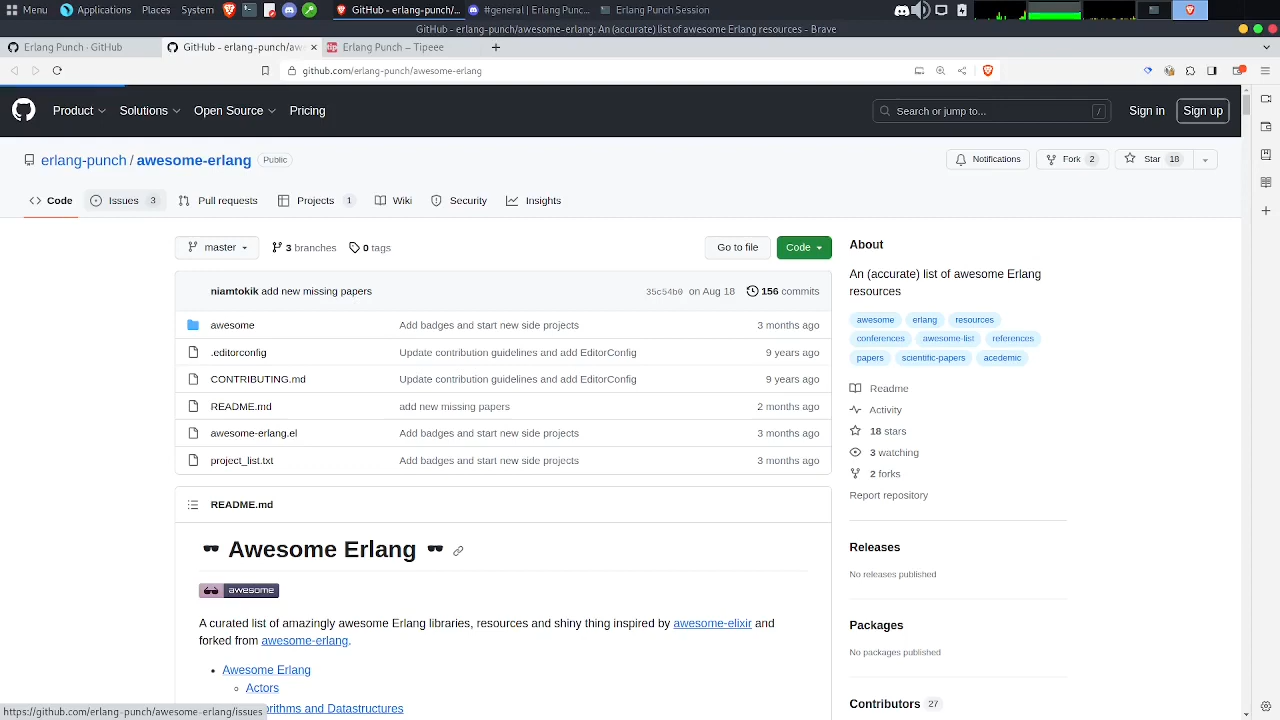 Menu Applications Places System GitHub - erlang-punch/... #general | Erlang Punc... Erlang Punch Session
GitHub - erlang-punch/awesome-erlang: An (accurate) list of awesome Erlang resources - Brave
Erlang Punch · GitHub GitHub - erlang-punch/awe Erlang Punch – Tipeee
github.com/erlang-punch/awesome-erlang
Product Solutions Open Source Pricing Search or jump to... / Sign in Sign up
erlang-punch / awesome-erlang Public Notifications Fork 2 Star 18
Code Issues 3 Pull requests Projects 1 Wiki Security Insights
master 3 branches 0 tags Go to file Code
niamtokik add new missing papers 35c54b0 on Aug 18 156 commits
awesome Add badges and start new side projects 3 months ago
.editorconfig Update contribution guidelines and add EditorConfig 9 years ago
CONTRIBUTING.md Update contribution guidelines and add EditorConfig 9 years ago
README.md add new missing papers 2 months ago
awesome-erlang.el Add badges and start new side projects 3 months ago
project_list.txt Add badges and start new side projects 3 months ago
README.md
Awesome Erlang
awesome
A curated list of amazingly awesome Erlang libraries, resources and shiny thing inspired by awesome-elixir and
forked from awesome-erlang.
Awesome Erlang
Actors
rithms and Datastructures
https://github.com/erlang-punch/awesome-erlang/issues
About
An (accurate) list of awesome Erlang
resources
awesome erlang resources
conferences awesome-list references
papers scientific-papers acedemic
Readme
Activity
18 stars
3 watching
2 forks
Report repository
Releases
No releases published
Packages
No packages published
Contributors 27